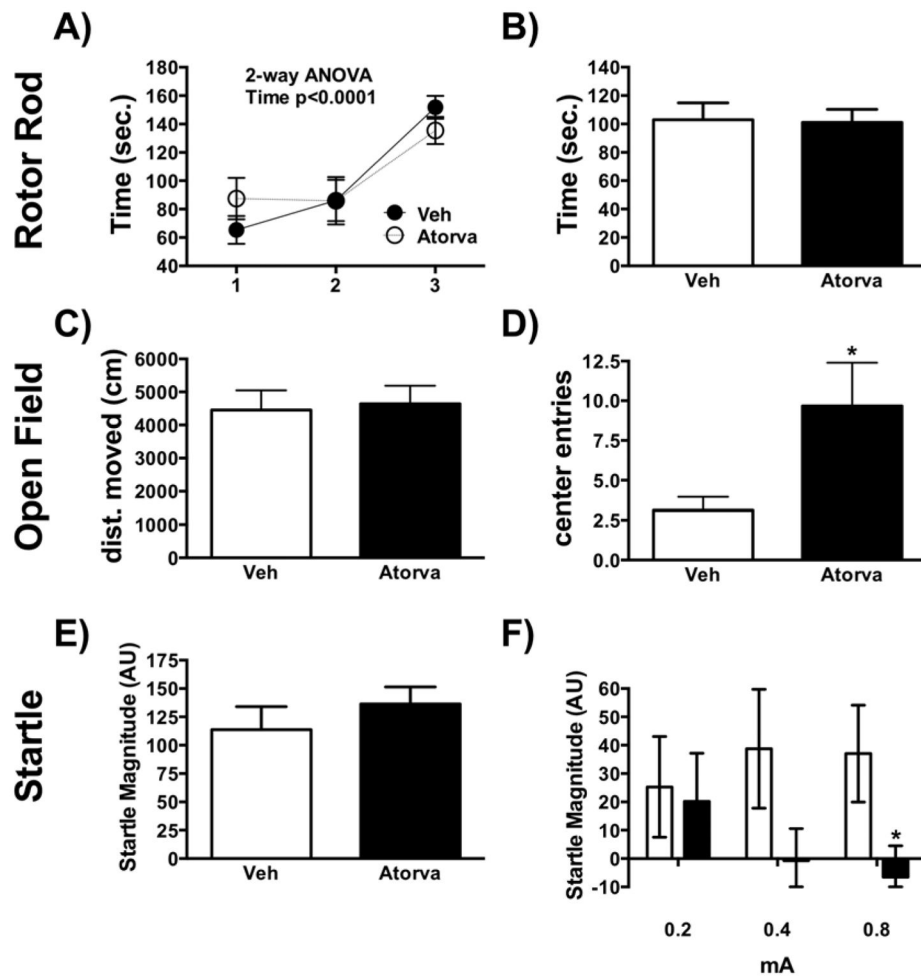 A)
B)
Rotor Rod
Time (sec.)
180
160
140
120
100
80
60
40
2-way ANOVA
Time p<0.0001
Veh
Atorva
1 2 3
Time (sec.)
140
120
100
80
60
40
20
0
Veh Atorva
C)
D)
Open Field
dist. moved (cm)
6000
5000
4000
3000
2000
1000
0
Veh Atorva
center entries
12.5
10.0
7.5
5.0
2.5
0.0
*
Veh Atorva
E)
F)
Startle
Startle Magnitude (AU)
175
150
125
100
75
50
25
0
Veh Atorva
Startle Magnitude (AU)
60
50
40
30
20
10
0
-10
*
0.2 0.4 0.8
mA